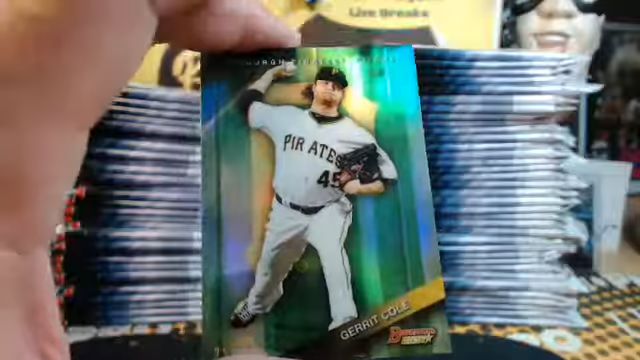 Live Breaks
PIRATES
45
GERRIT COLE
BOWMAN'S
BEST